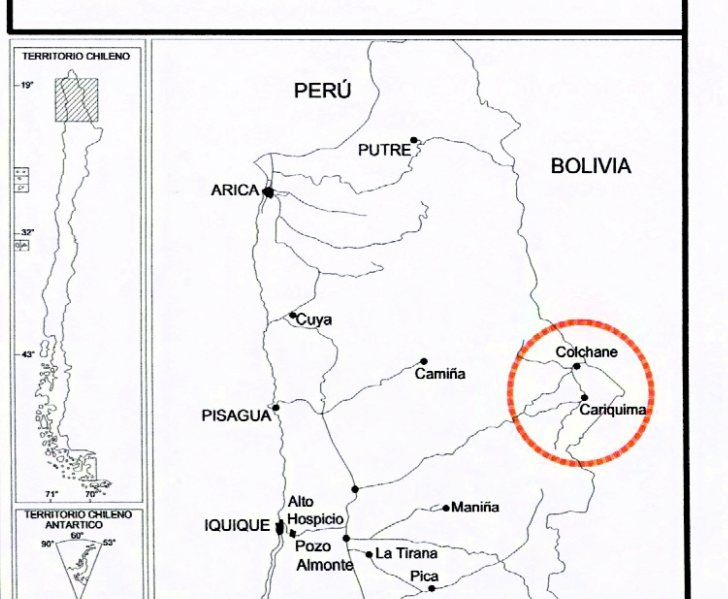 TERRITORIO CHILENO
19°
32°
43°
71° 70°
TERRITORIO CHILENO
ANTARTICO
90° 60° 53°
PERÚ
PUTRE
BOLIVIA
ARICA
Cuya
Colchane
Camiña
Cariquima
PISAGUA
Alto
Hospicio
Maniña
IQUIQUE
Pozo
Almonte
La Tirana
Pica